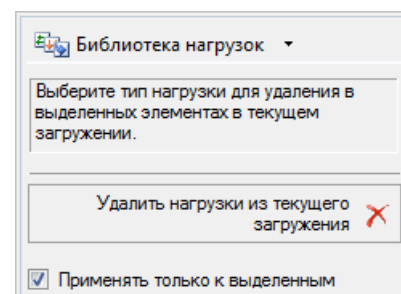 Библиотека нагрузок
Выберите тип нагрузки для удаления в
выделенных элементах в текущем
загружении.
Удалить нагрузки из текущего
загружения
Применять только к выделенным